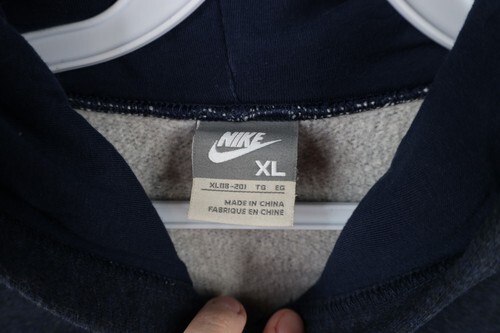 NIKE
XL
XL(18-20) TG EG
MADE IN CHINA
FABRIQUÉ EN CHINE